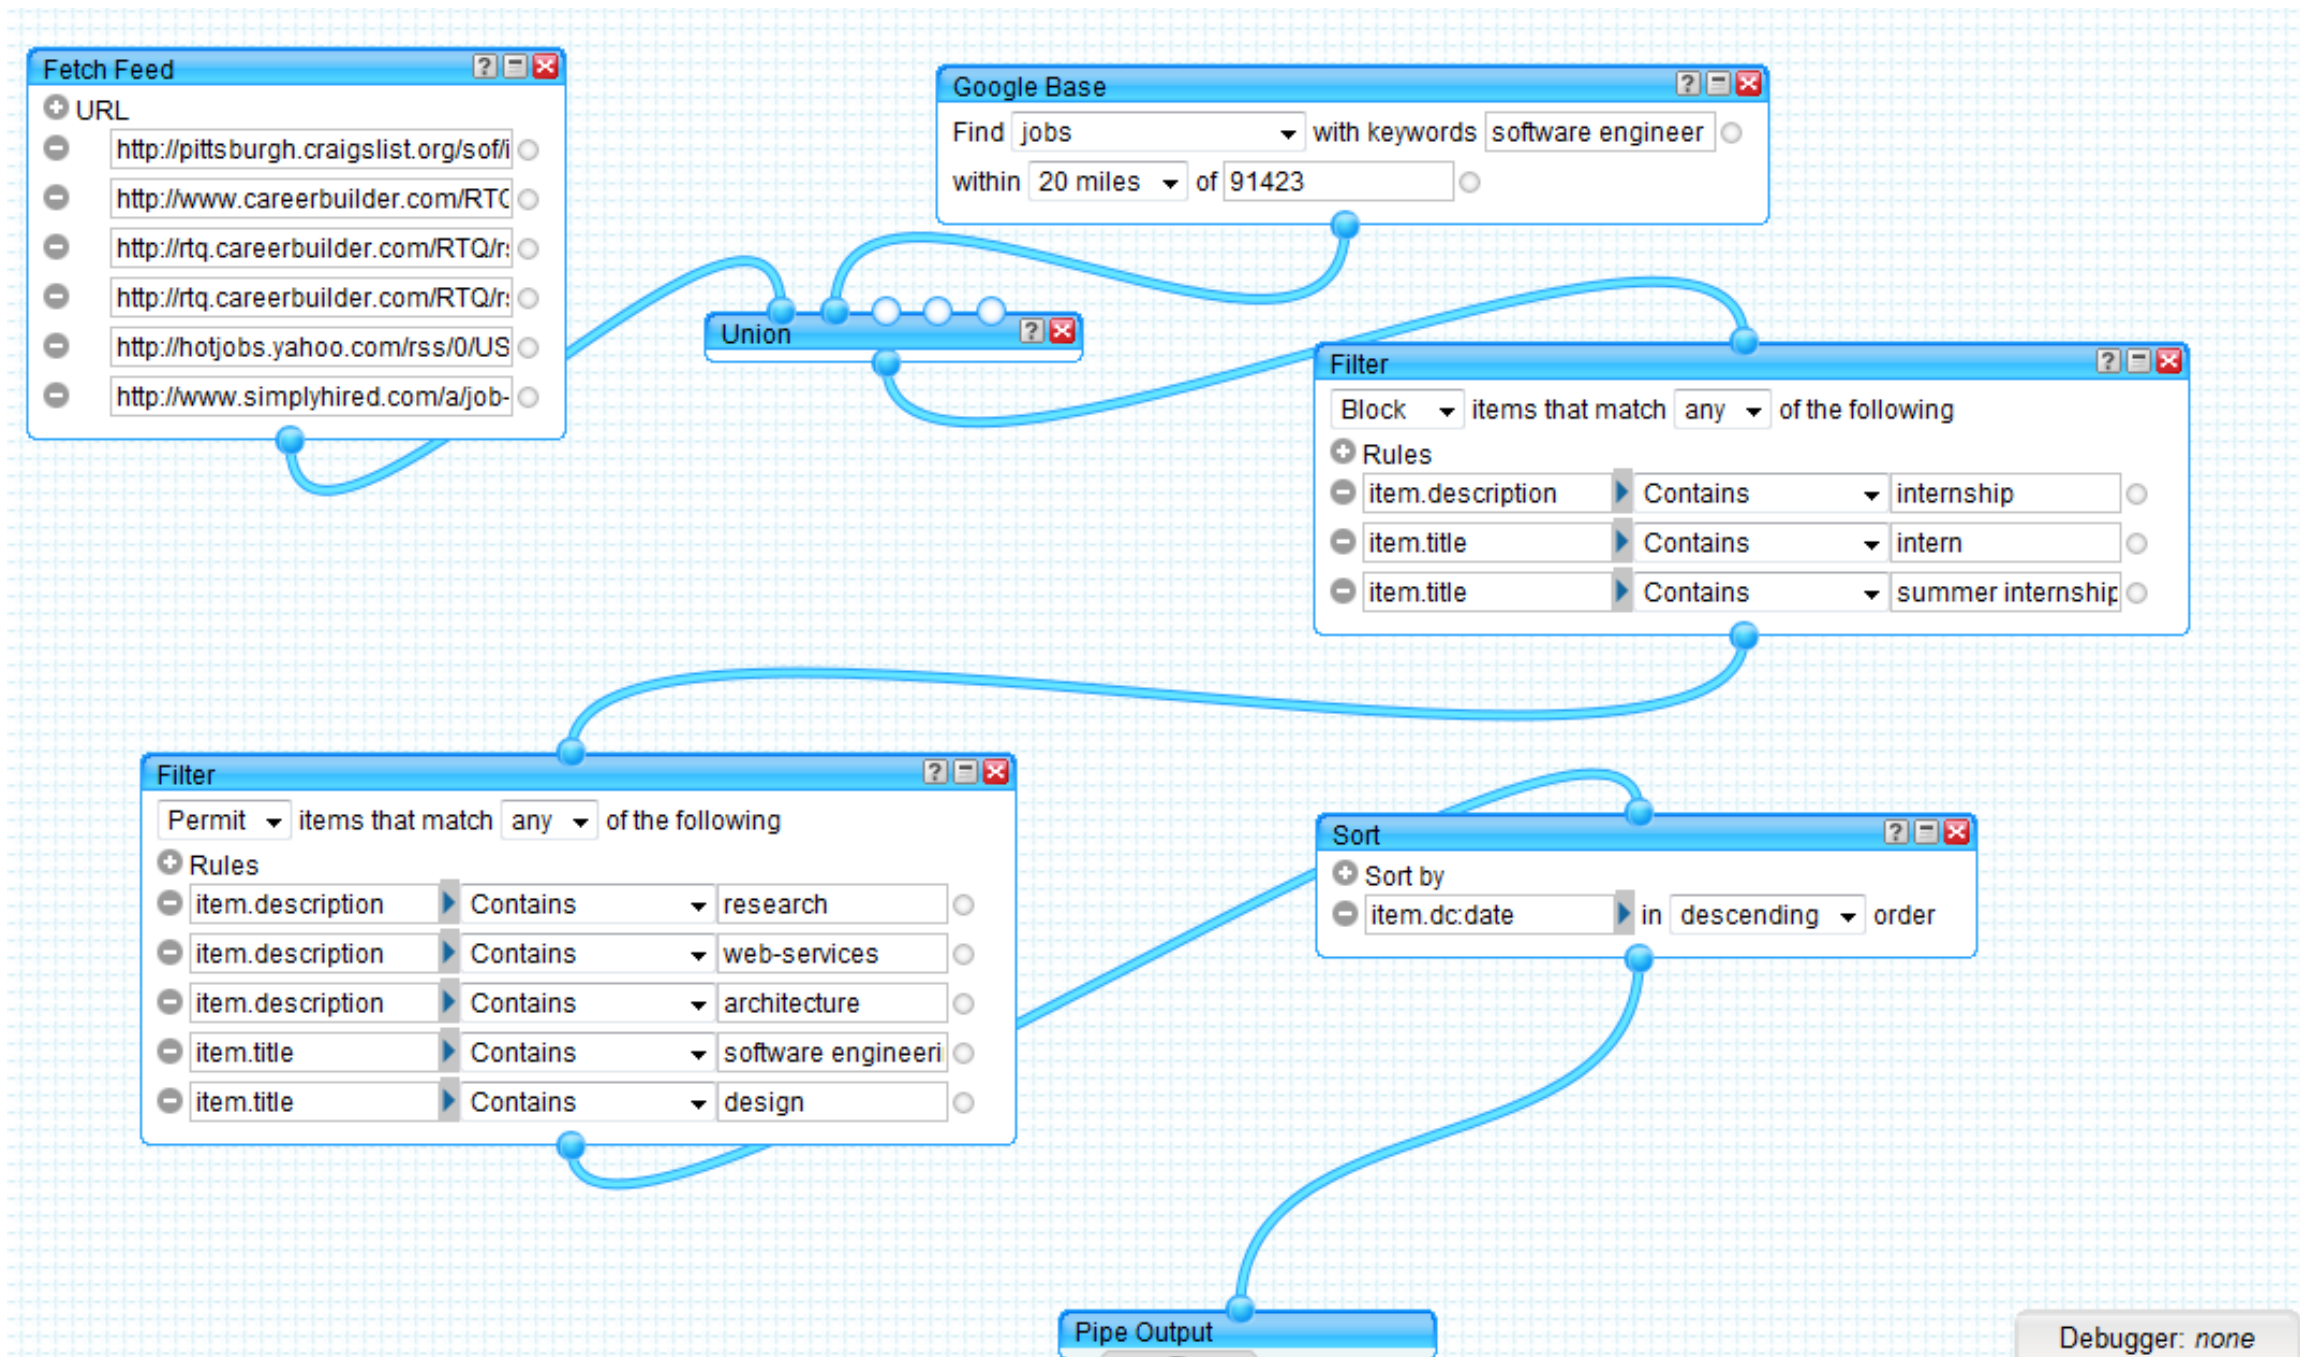 Fetch Feed
URL
http://pittsburgh.craigslist.org/sof/i
http://www.careerbuilder.com/RTQ
http://rtq.careerbuilder.com/RTQ/r
http://rtq.careerbuilder.com/RTQ/r
http://hotjobs.yahoo.com/rss/0/US
http://www.simplyhired.com/a/job-
Google Base
Find jobs with keywords software engineer
within 20 miles of 91423
Union
Filter
Block items that match any of the following
Rules
item.description Contains internship
item.title Contains intern
item.title Contains summer internship
Filter
Permit items that match any of the following
Rules
item.description Contains research
item.description Contains web-services
item.description Contains architecture
item.title Contains software engineeri
item.title Contains design
Sort
Sort by
item.dc:date in descending order
Pipe Output
Debugger: none